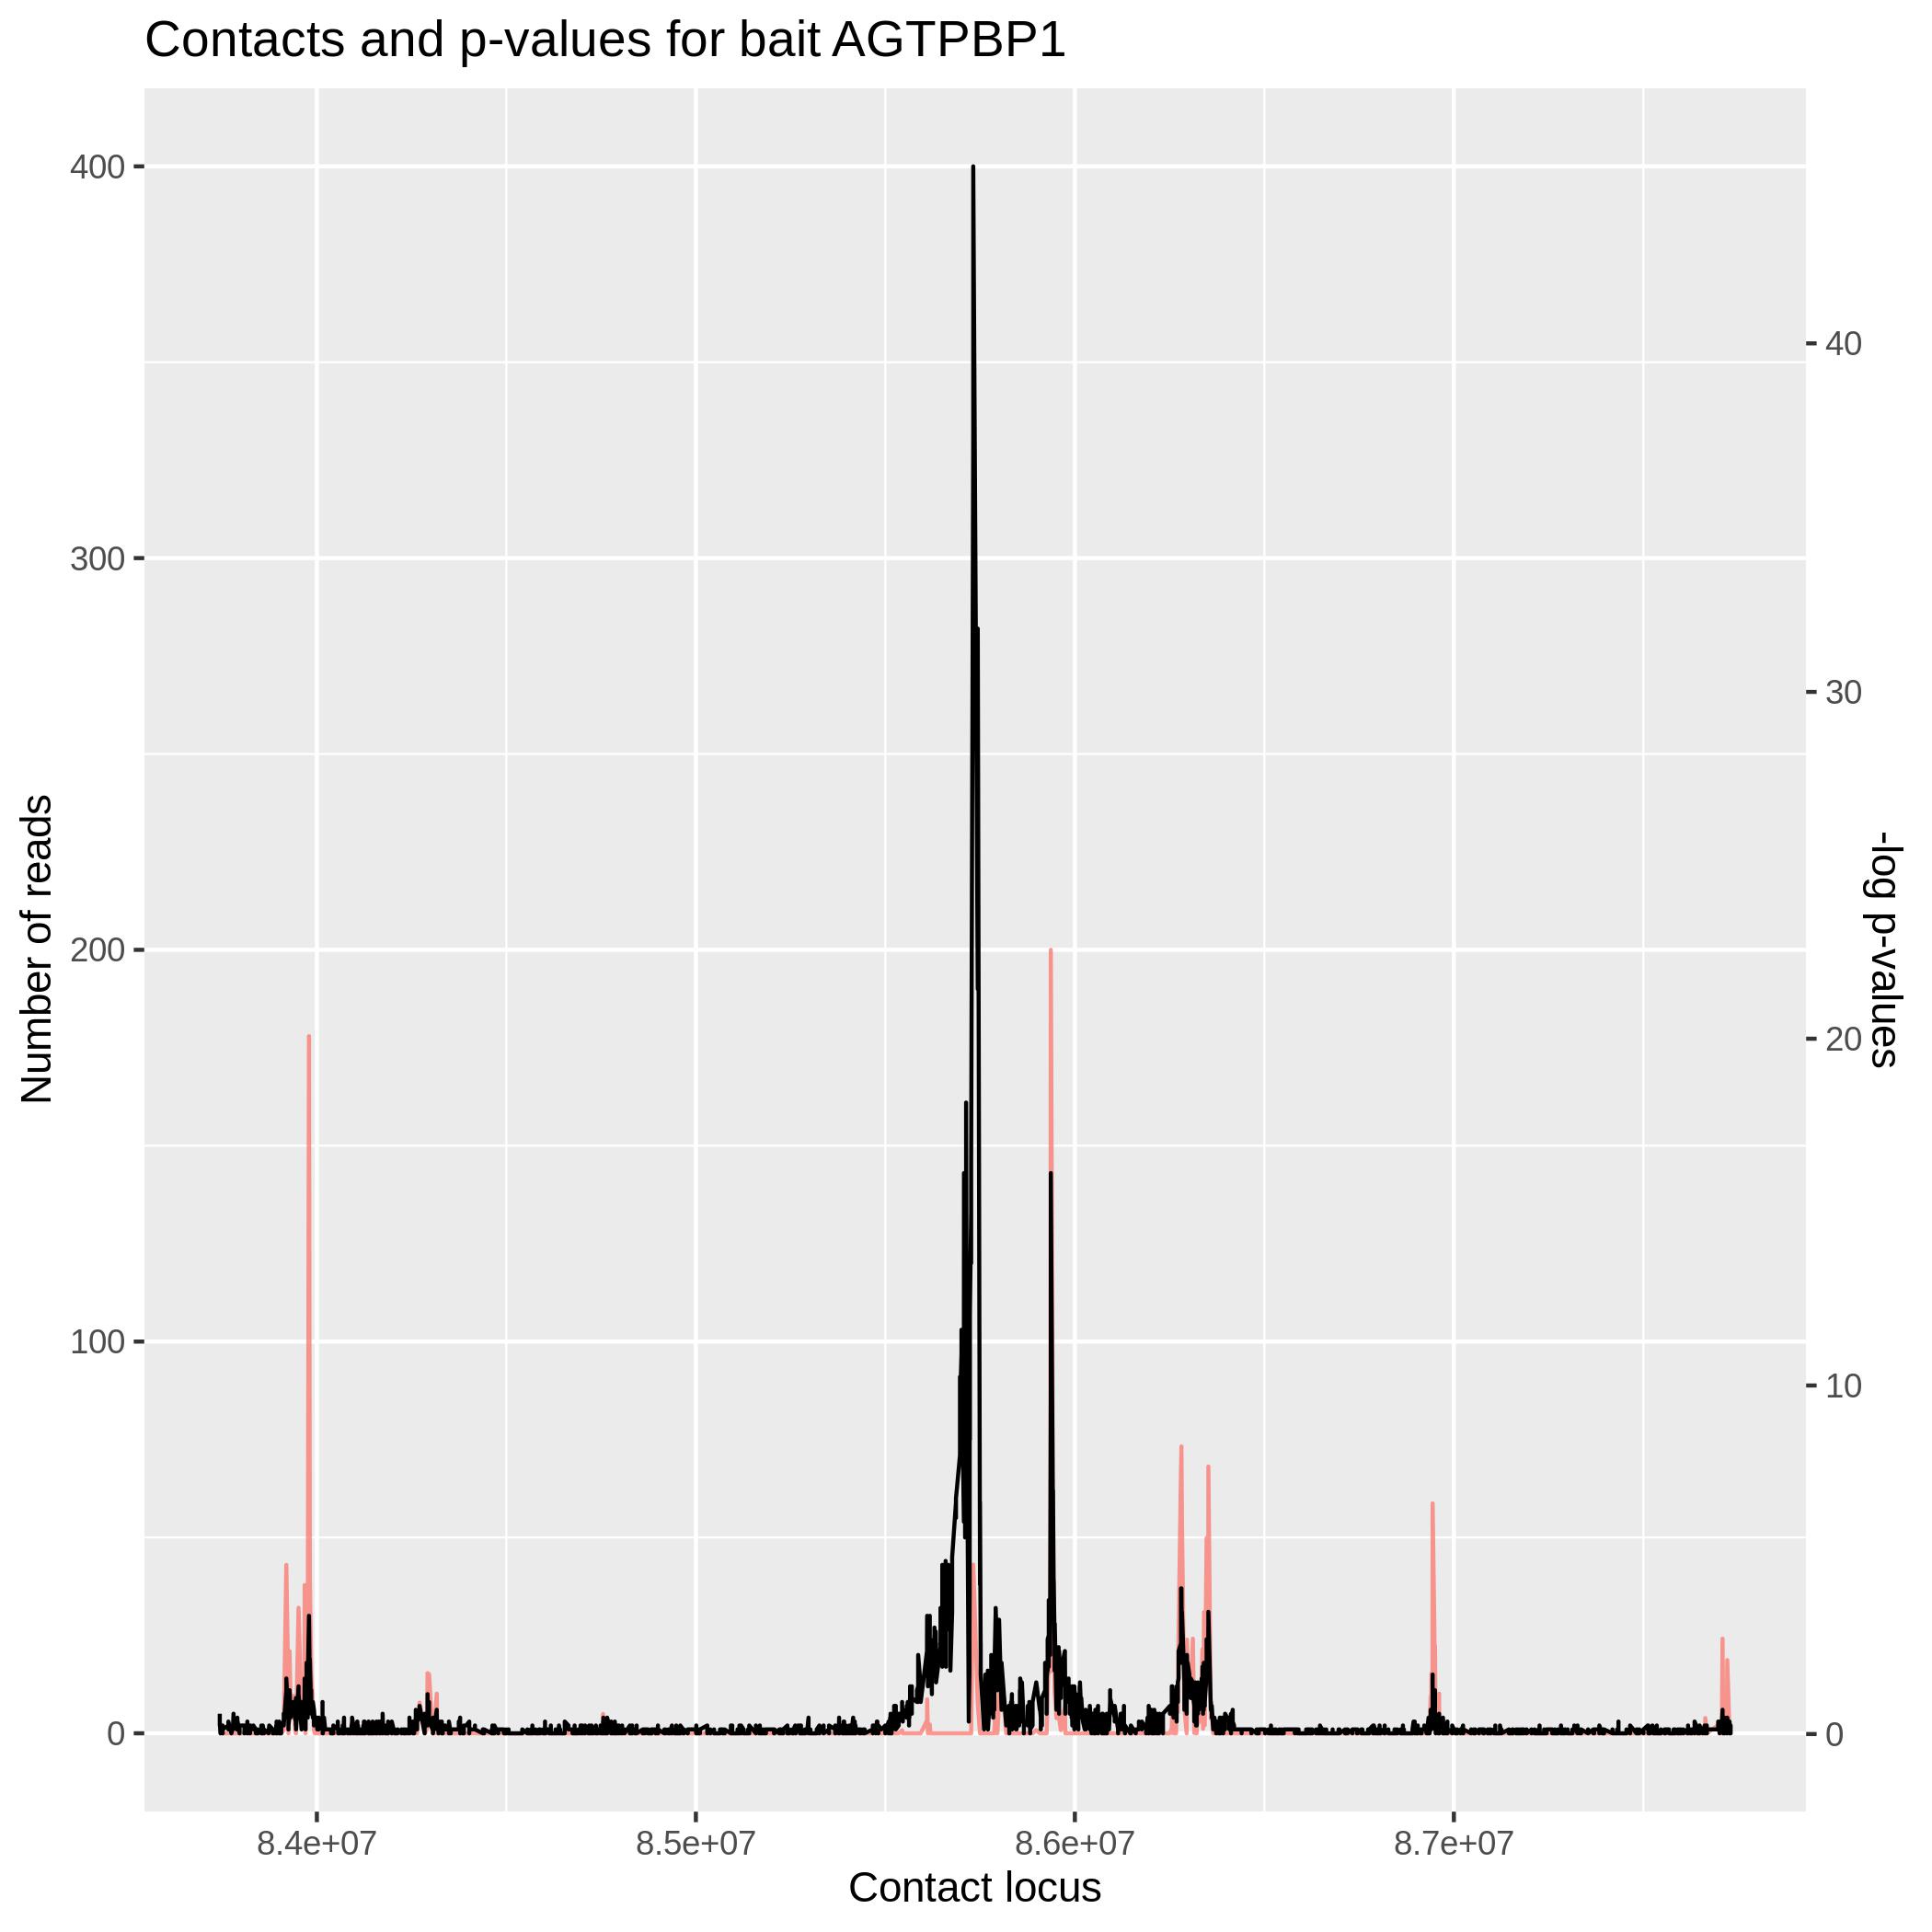 Contacts and p-values for bait AGTPBP1
400
300
200
100
0
Number of reads
40
30
20
10
0
-log p-values
8.4e+07
8.5e+07
8.6e+07
8.7e+07
Contact locus